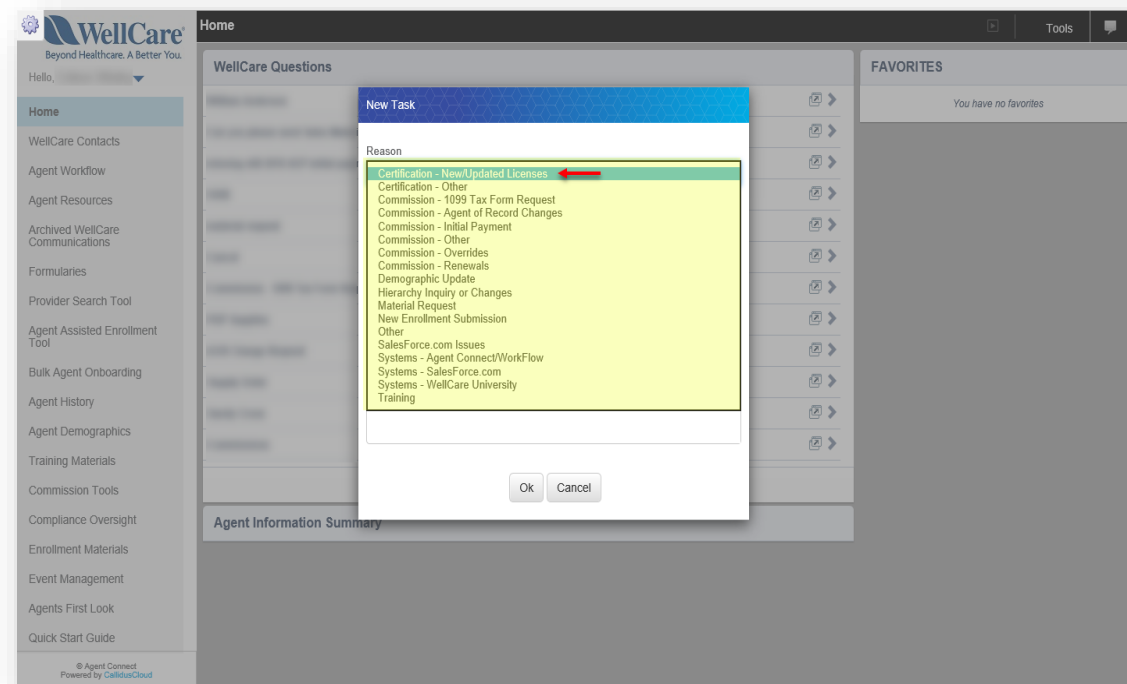 WellCare
Beyond Healthcare. A Better You.
Hello,
Home
WellCare Contacts
Agent Workflow
Agent Resources
Archived WellCare
Communications
Formularies
Provider Search Tool
Agent Assisted Enrollment
Tool
Bulk Agent Onboarding
Agent History
Agent Demographics
Training Materials
Commission Tools
Compliance Oversight
Enrollment Materials
Event Management
Agents First Look
Quick Start Guide
© Agent Connect
Powered by CallidusCloud
Home
Tools
WellCare Questions
New Task
Reason
Certification - New/Updated Licenses
Certification - Other
Commission - 1099 Tax Form Request
Commission - Agent of Record Changes
Commission - Initial Payment
Commission - Other
Commission - Overrides
Commission - Renewals
Demographic Update
Hierarchy Inquiry or Changes
Material Request
New Enrollment Submission
Other
SalesForce.com Issues
Systems - Agent Connect/WorkFlow
Systems - SalesForce.com
Systems - WellCare University
Training
Ok Cancel
Agent Information Summary
FAVORITES
You have no favorites